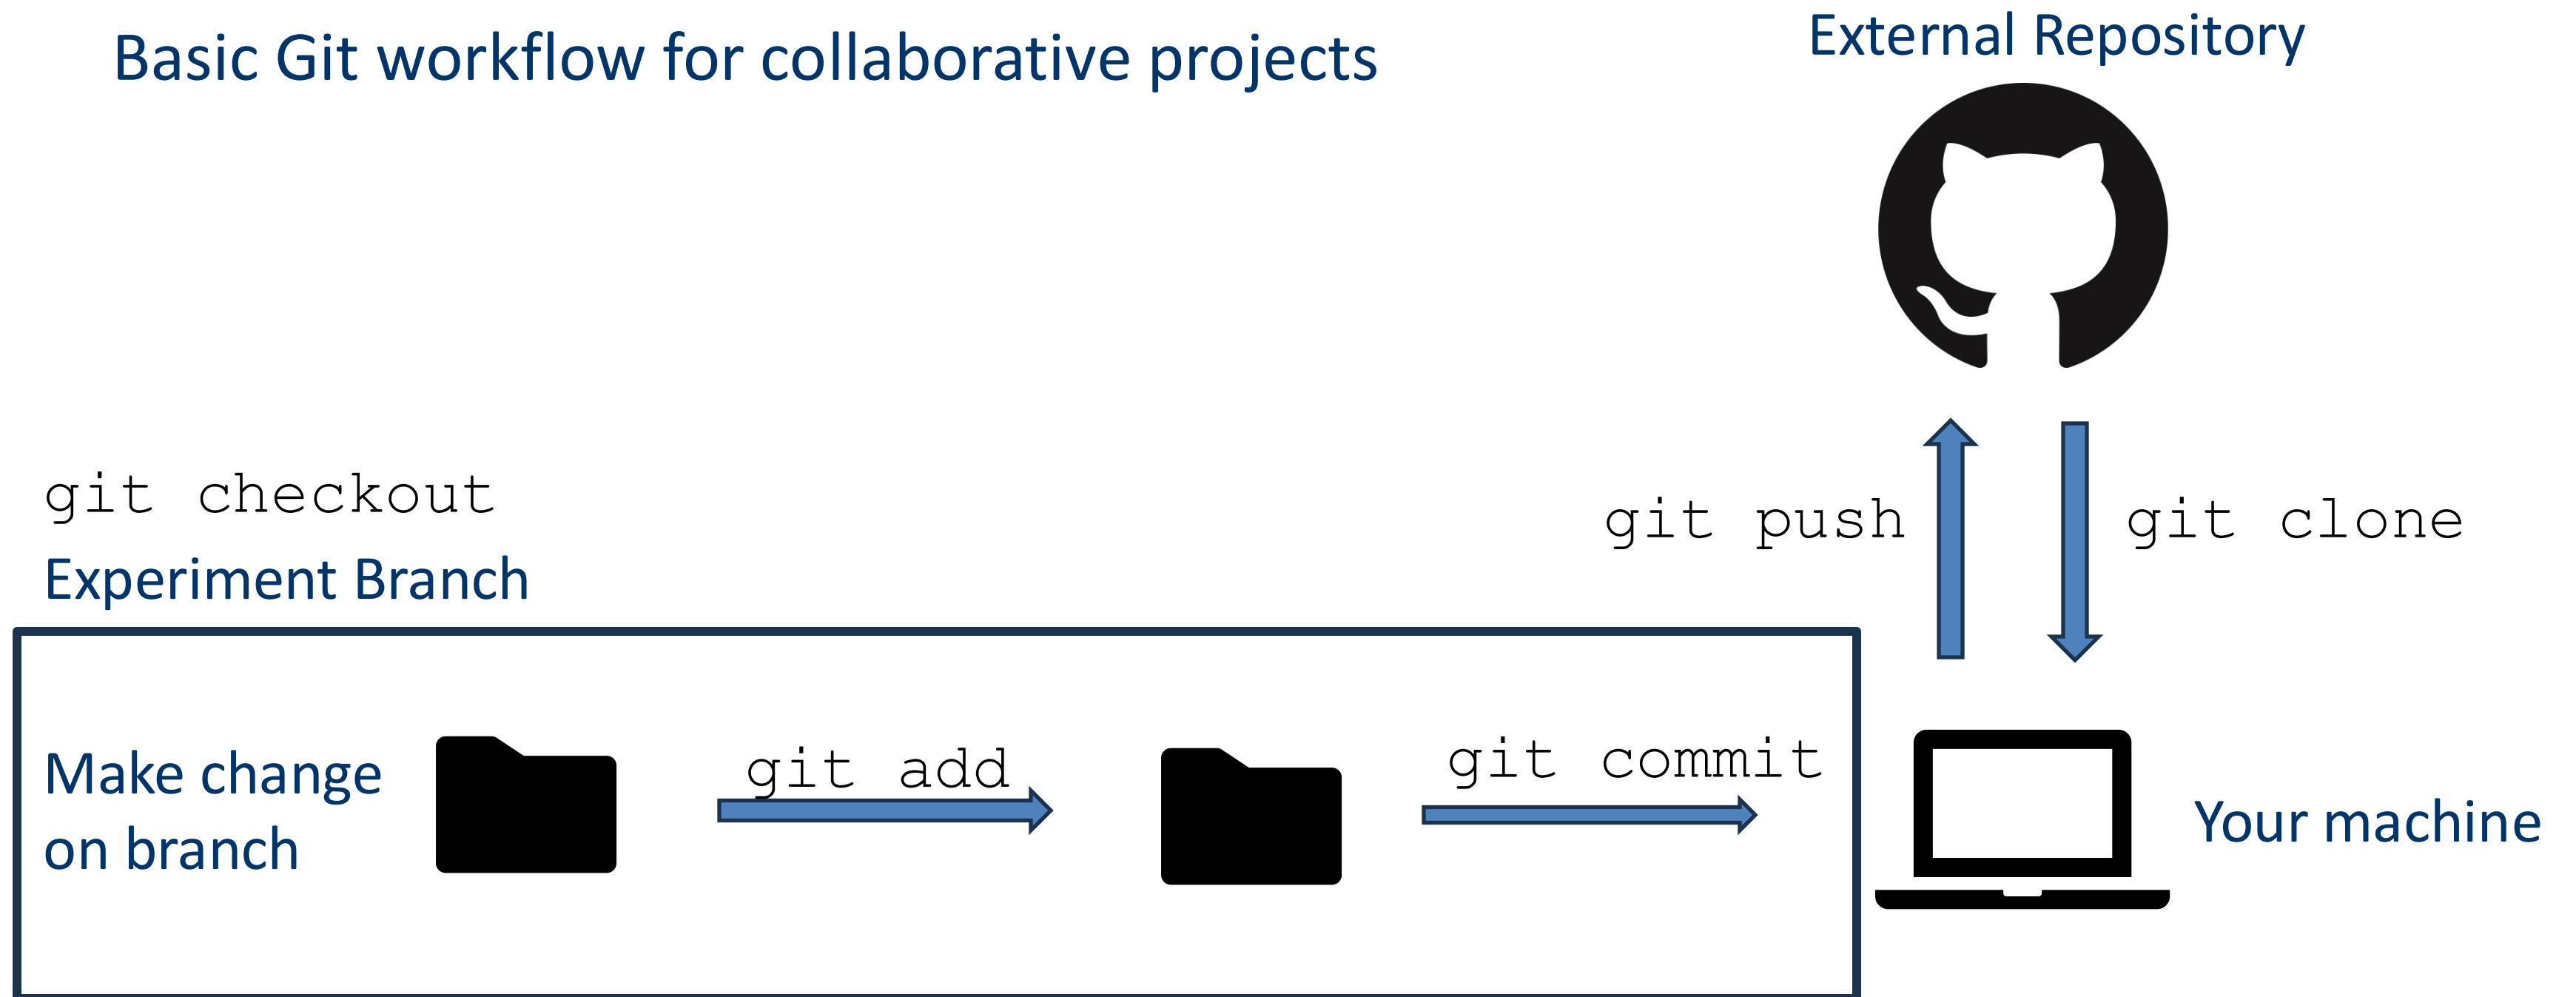 Basic Git workflow for collaborative projects
External Repository
git checkout
Experiment Branch
git push
git clone
Make change
on branch
git add
git commit
Your machine